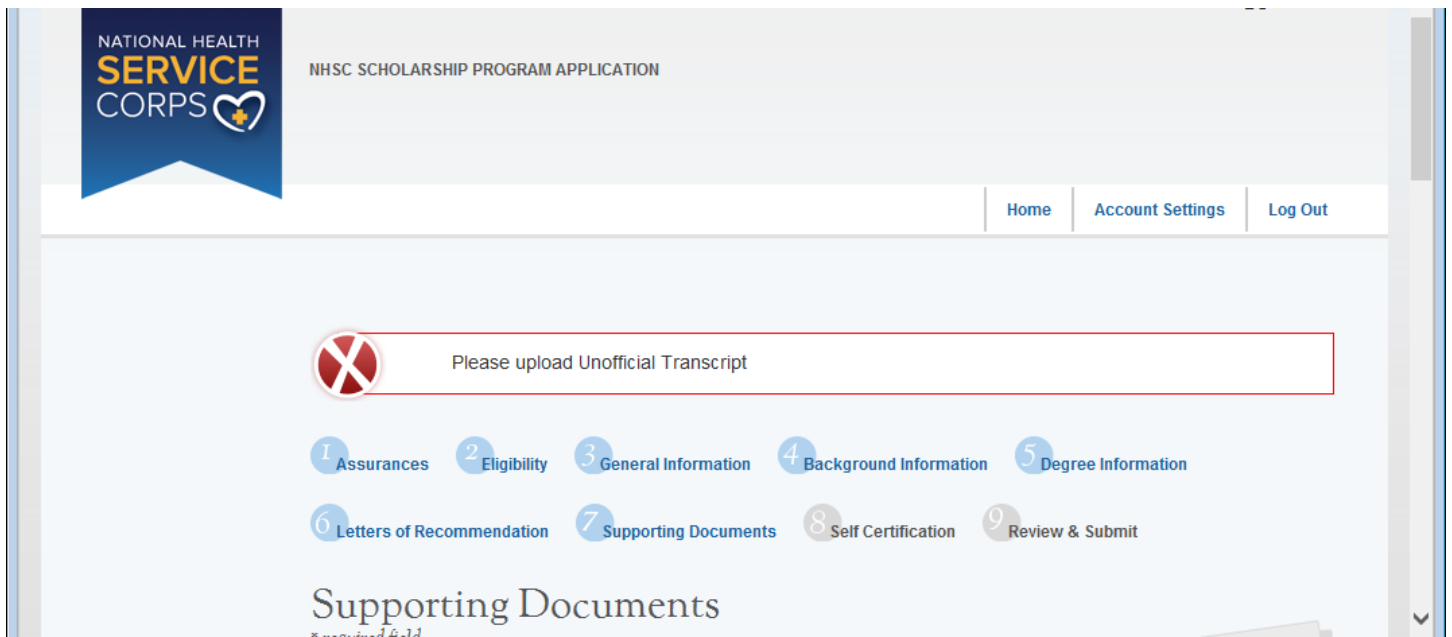 NATIONAL HEALTH
SERVICE
CORPS
NHSC SCHOLARSHIP PROGRAM APPLICATION
Home Account Settings Log Out
Please upload Unofficial Transcript
1 Assurances 2 Eligibility 3 General Information 4 Background Information 5 Degree Information
6 Letters of Recommendation 7 Supporting Documents 8 Self Certification 9 Review & Submit
Supporting Documents
* required field